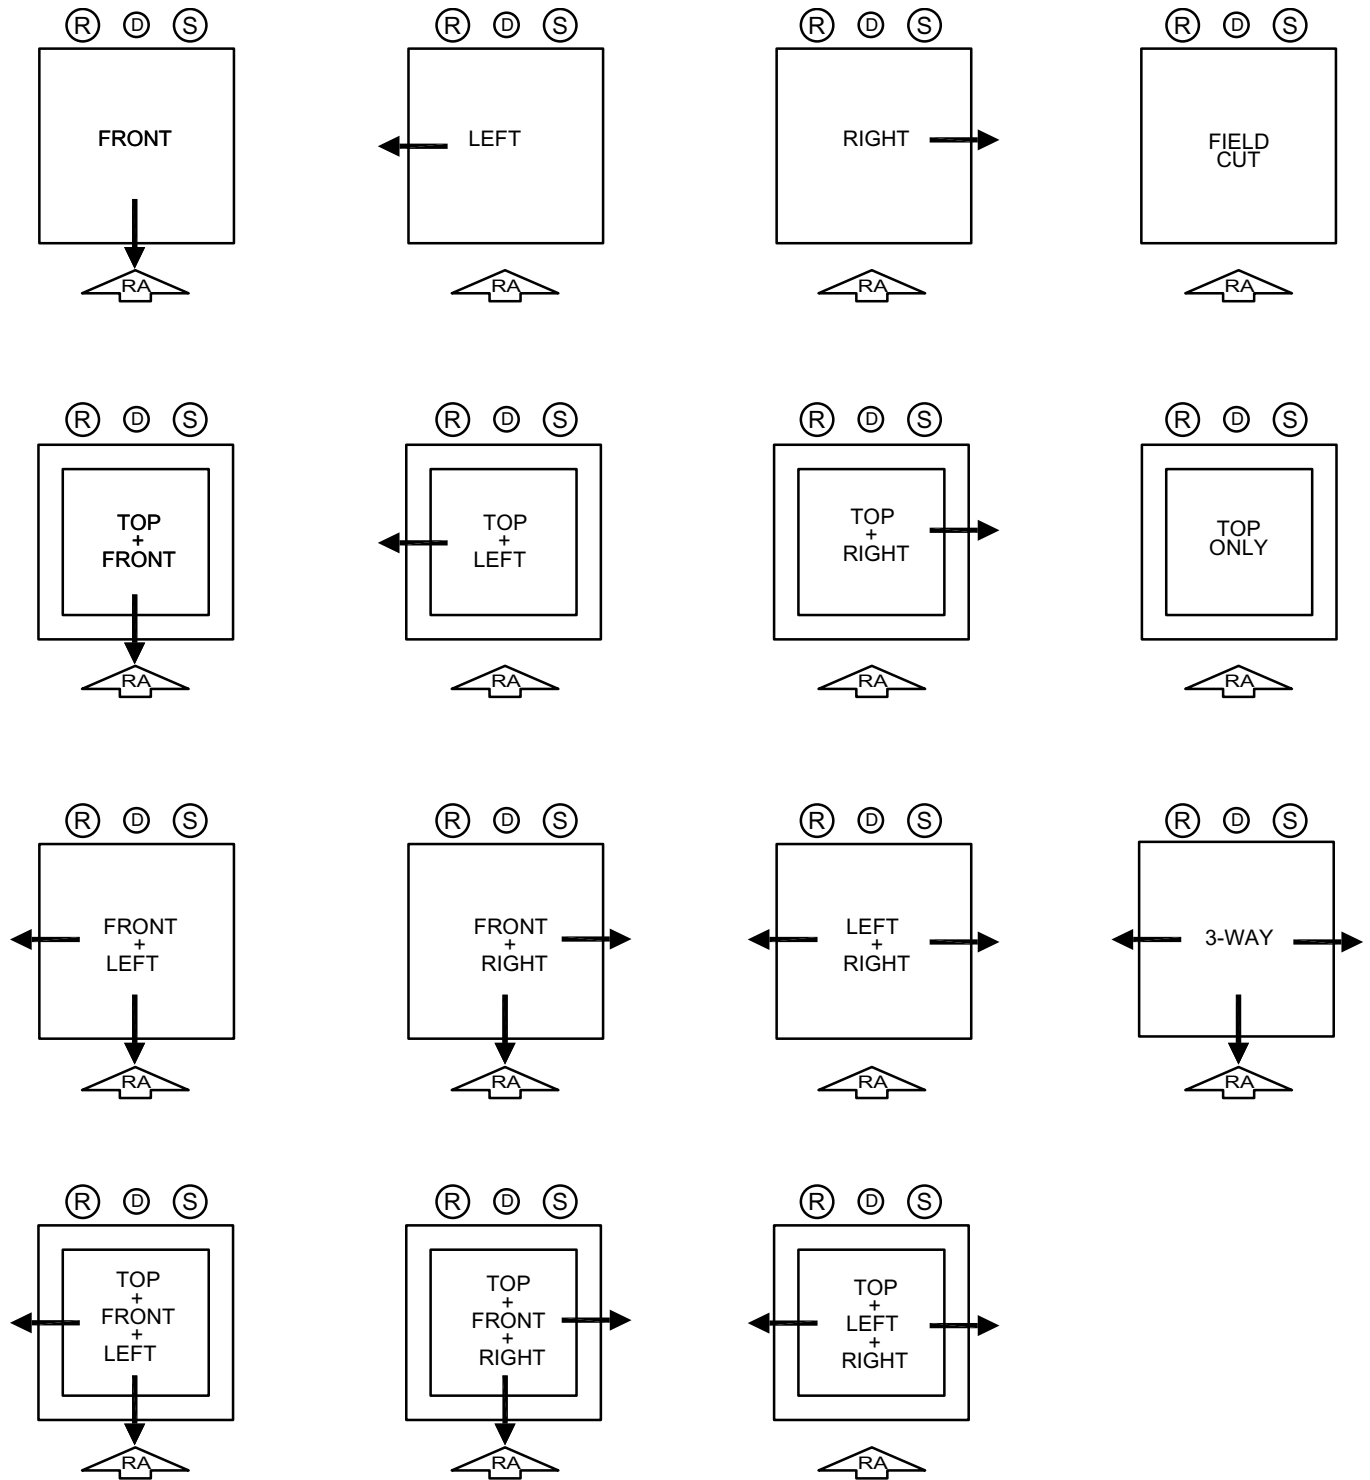 R D S R D S R D S R D S
FRONT LEFT RIGHT FIELD
CUT
RA RA RA RA
R D S R D S R D S R D S
TOP
+
FRONT
TOP
+
LEFT
TOP
+
RIGHT
TOP
ONLY
RA RA RA RA
R D S R D S R D S R D S
FRONT
+
LEFT
FRONT
+
RIGHT
LEFT
+
RIGHT
3-WAY
RA RA RA RA
R D S R D S R D S
TOP
+
FRONT
+
LEFT
TOP
+
FRONT
+
RIGHT
TOP
+
LEFT
+
RIGHT
RA RA RA